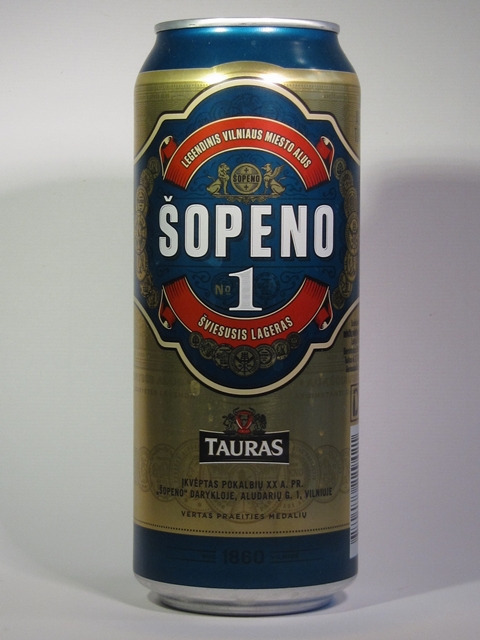 LEGENDINIS VILNIAUS MIESTO ALUS
ŠOPENO
ŠOPENO
No 1
ŠVIESUSIS LAGERAS
TAURAS
ĮKVĖPTAS POKALBIŲ XX A. PR.
„ŠOPENO" DARYKLOJE, ALUDARIŲ G. 1, VILNIUJE
VERTAS PRAEITIES MEDALIŲ
1860